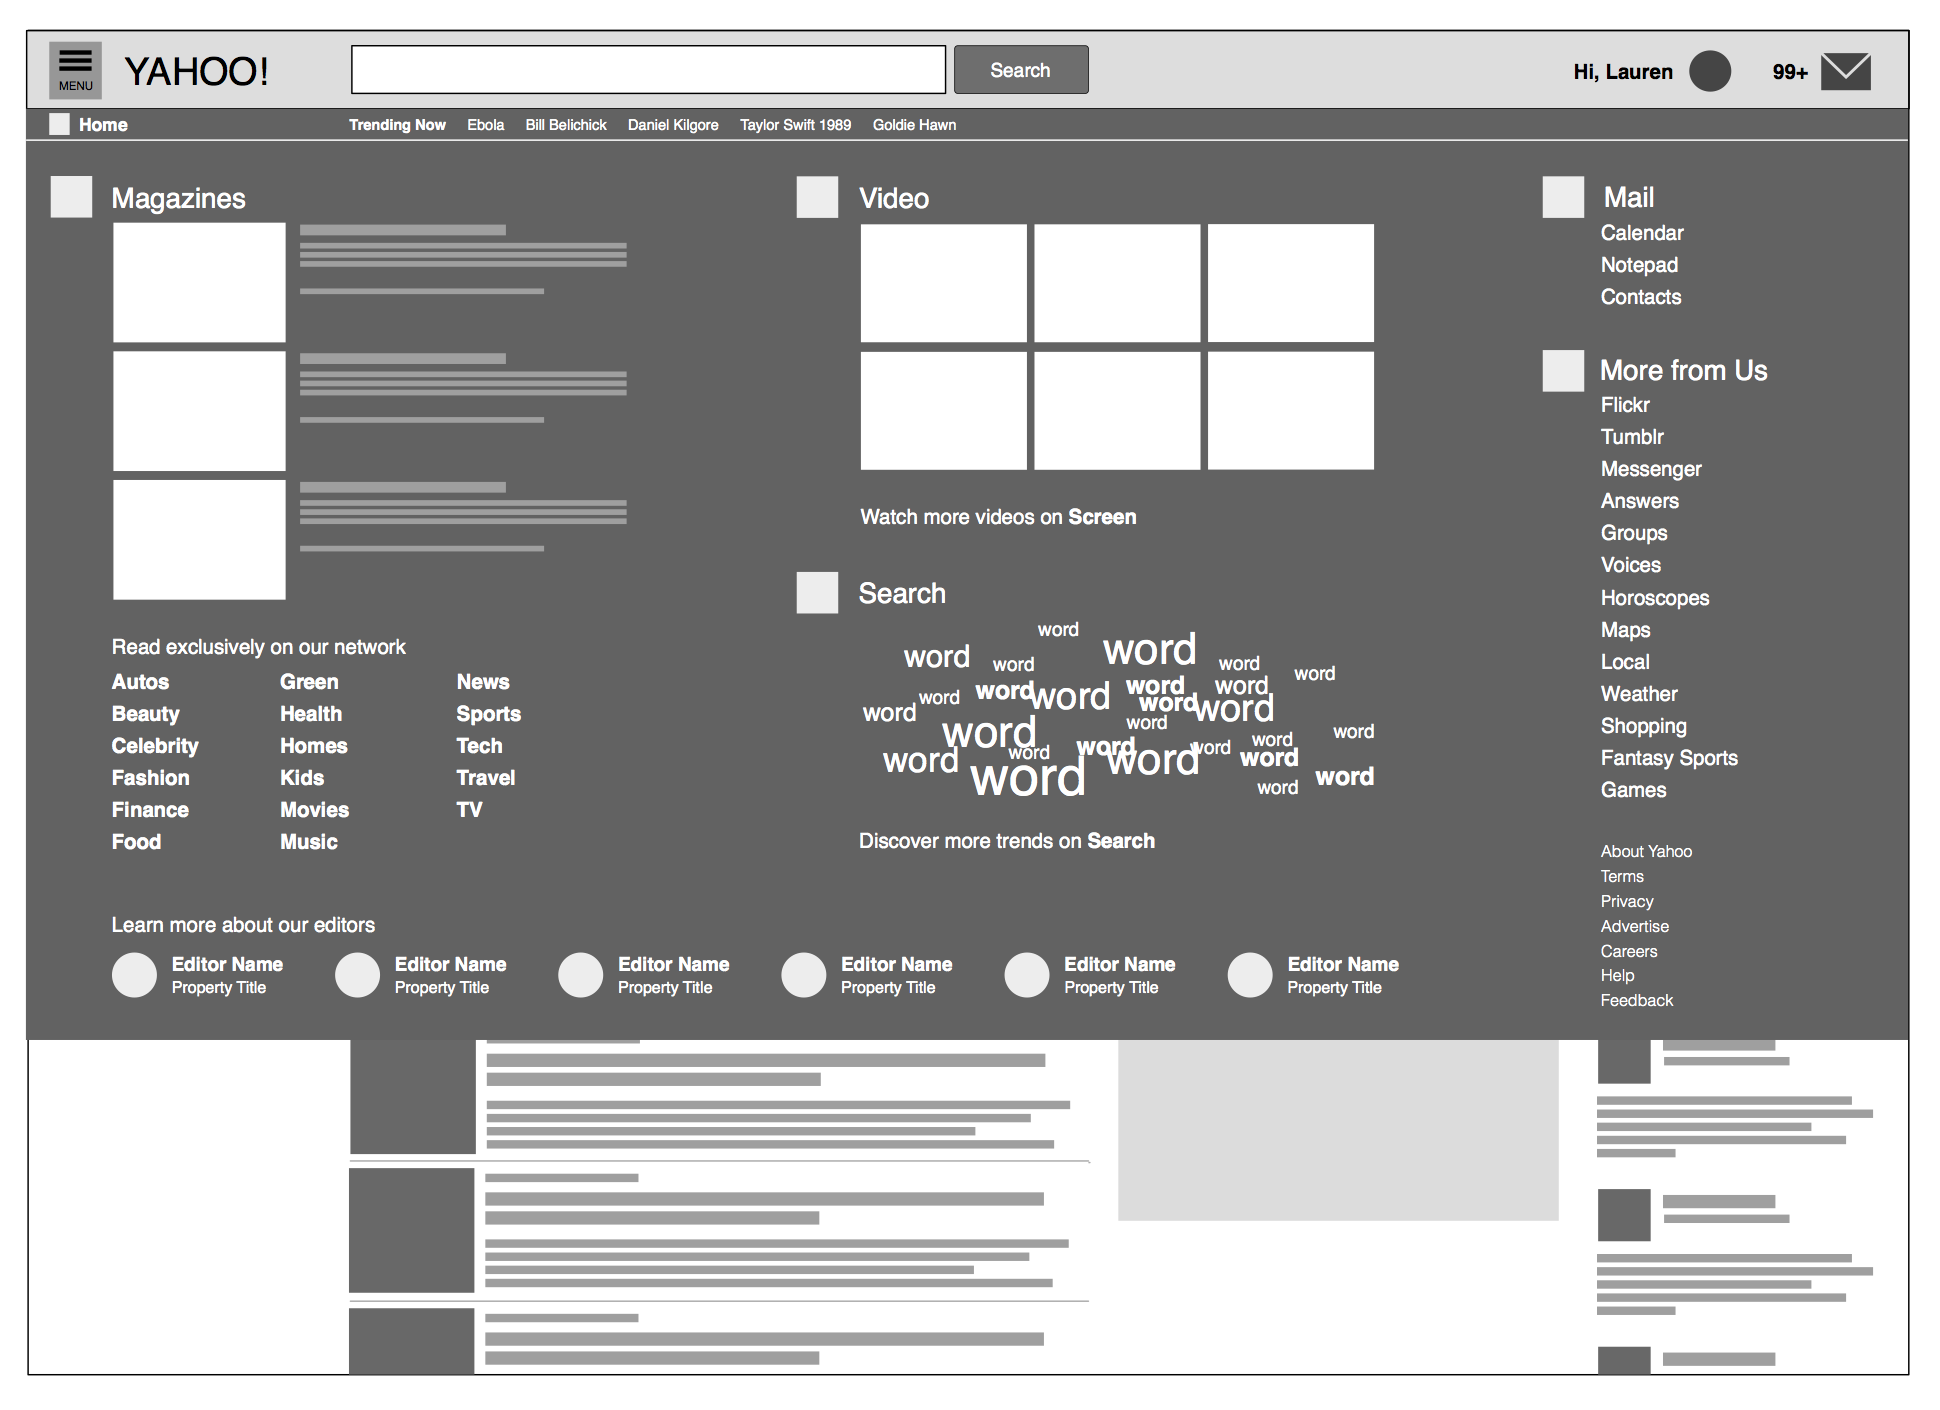 MENU
YAHOO!
Search
Hi, Lauren
99+
Home
Trending Now Ebola Bill Belichick Daniel Kilgore Taylor Swift 1989 Goldie Hawn
Magazines
Read exclusively on our network
Autos Green News
Beauty Health Sports
Celebrity Homes Tech
Fashion Kids Travel
Finance Movies TV
Food Music
Video
Watch more videos on Screen
Search
word
word word word word word
word word word word word word
word word word word
word word word
word word word word word
word word word word
word word
Discover more trends on Search
Mail
Calendar
Notepad
Contacts
More from Us
Flickr
Tumblr
Messenger
Answers
Groups
Voices
Horoscopes
Maps
Local
Weather
Shopping
Fantasy Sports
Games
About Yahoo
Terms
Privacy
Advertise
Careers
Help
Feedback
Learn more about our editors
Editor Name Editor Name Editor Name Editor Name Editor Name Editor Name
Property Title Property Title Property Title Property Title Property Title Property Title